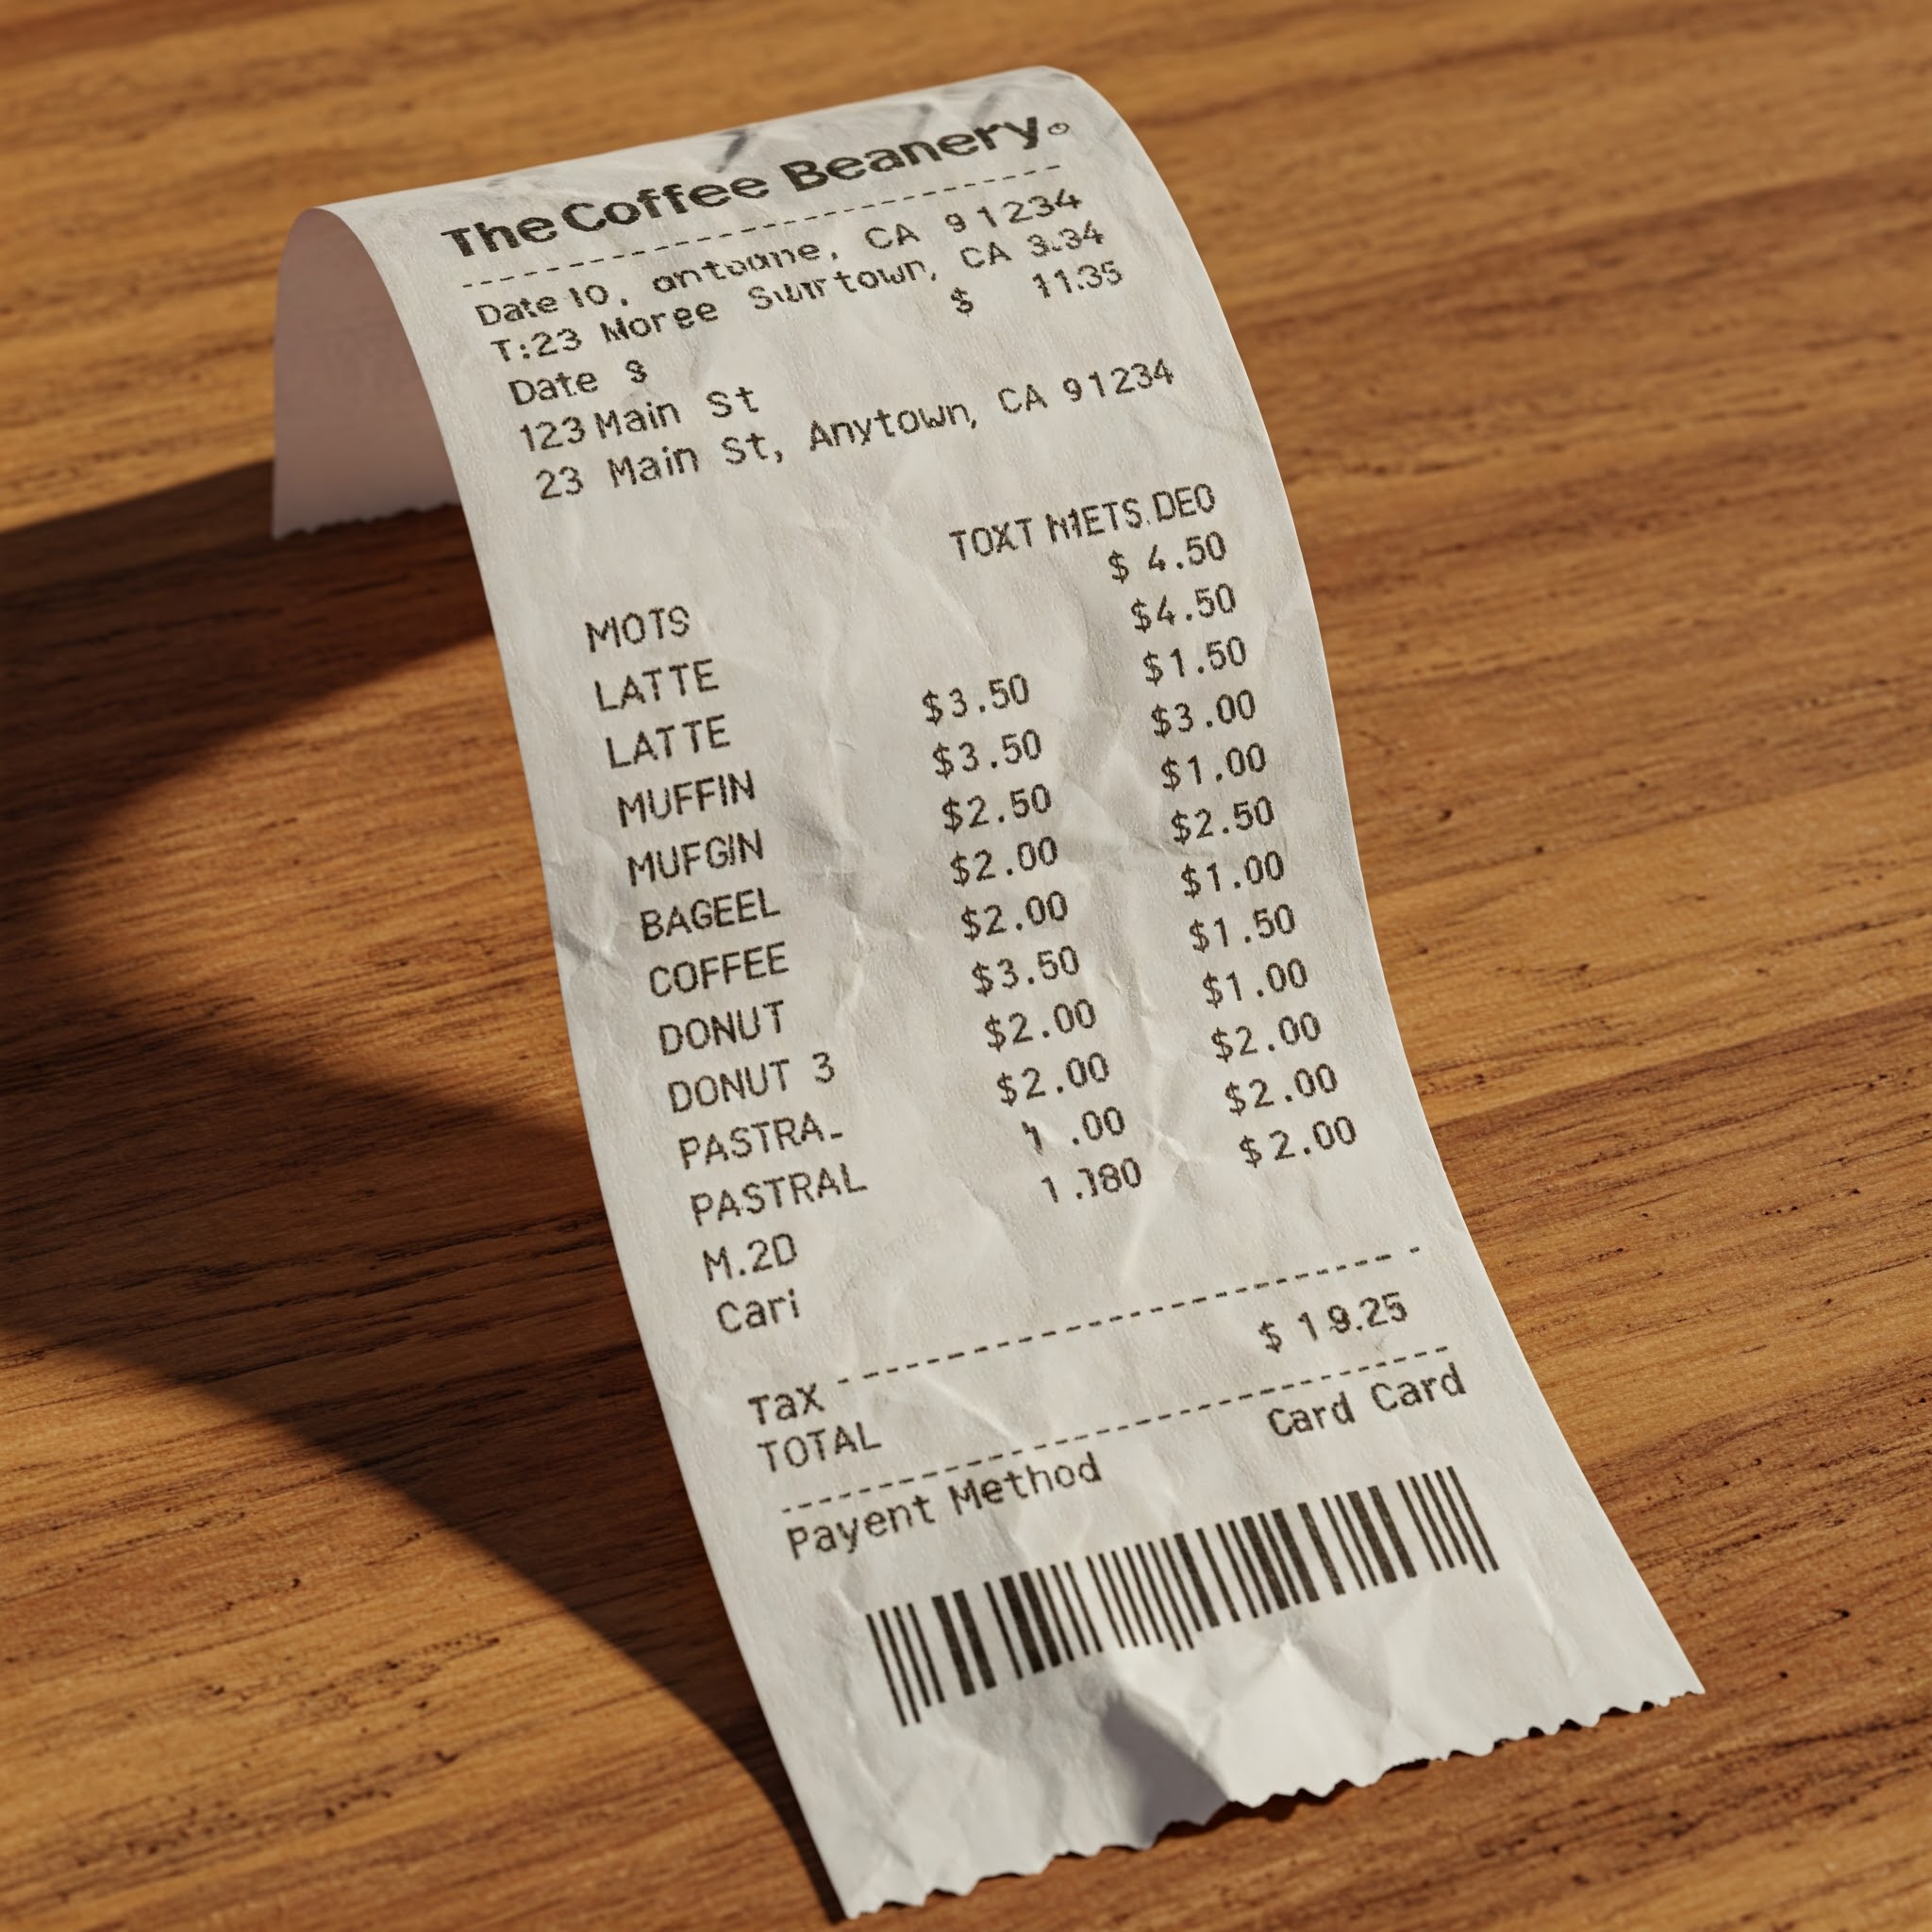 The Coffee Beanery
Date 10, antoane, CA 91234
T:23 Moree Surrtown, CA 3.34
Date $ $ 11.35
123 Main St
23 Main St, Anytown, CA 91234
TOXT METS.DEO
$ 4.50
MOTS $4.50
LATTE $3.50 $1.50
LATTE $3.50 $3.00
MUFFIN $2.50 $1.00
MUFGIN $2.00 $2.50
BAGEEL $2.00 $1.00
COFFEE $3.50 $1.50
DONUT $2.00 $1.00
DONUT 3 $2.00 $2.00
PASTRA- 1 .00 $2.00
PASTRAL 1 .180 $2.00
M.2D
Cari
TaX $ 19.25
TOTAL
Payent Method Card Card